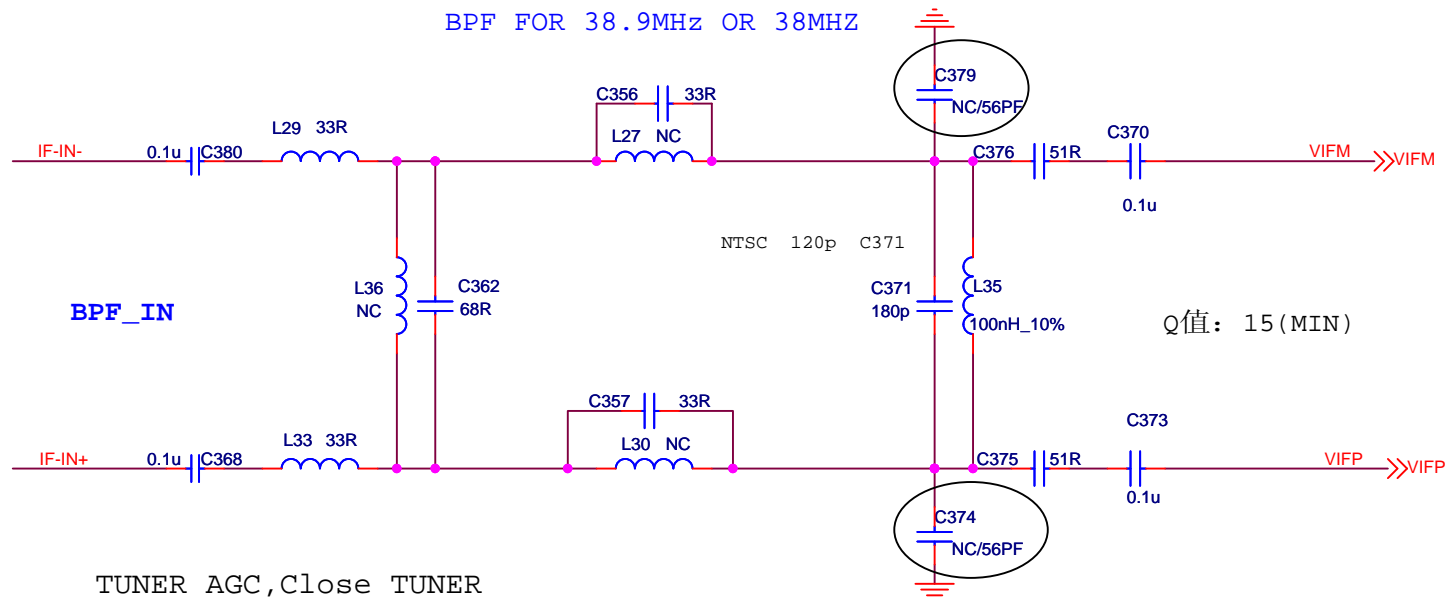 BPF FOR 38.9MHz OR 38MHZ
C379
NC/56PF
C356 33R
L29 33R
L27 NC
C370
IF-IN-
0.1u C380
C376 51R
VIFM
VIFM
0.1u
NTSC 120p C371
L36
NC
C362
68R
C371
180p
L35
100nH_10%
BPF_IN
Q值: 15(MIN)
C357 33R
C373
L33 33R
L30 NC
IF-IN+
0.1u C368
C375 51R
VIFP
VIFP
0.1u
C374
NC/56PF
TUNER AGC,Close TUNER